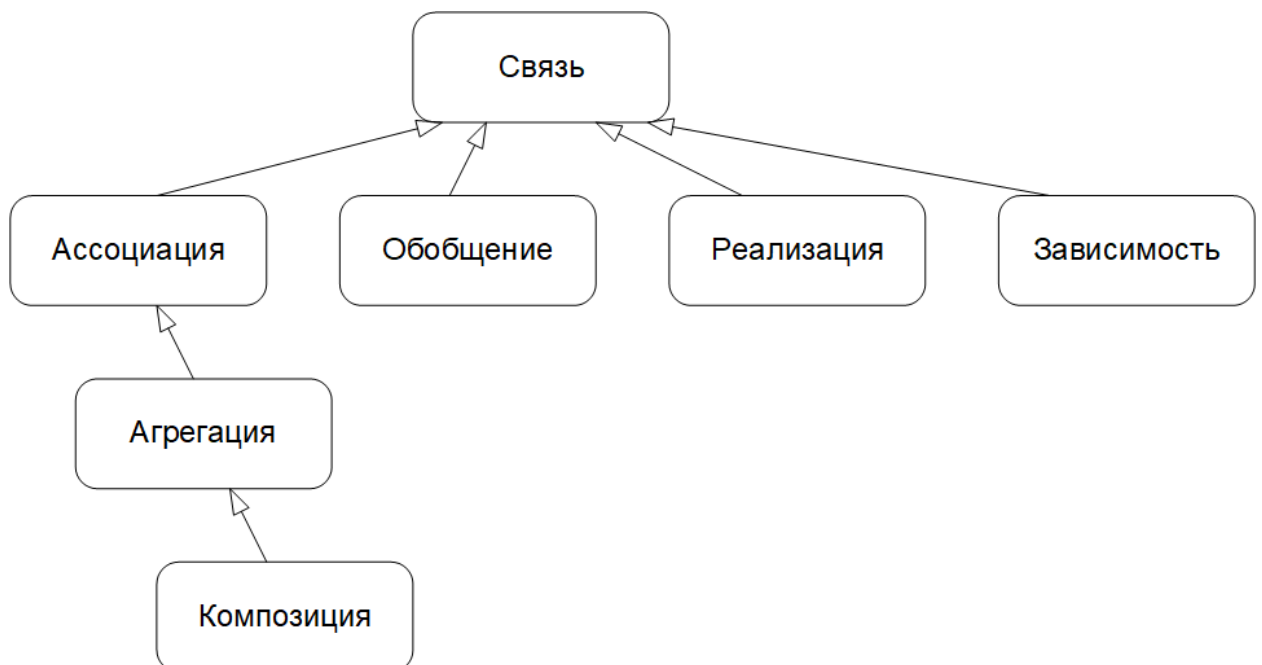 Связь
Ассоциация
Обобщение
Реализация
Зависимость
Агрегация
Композиция